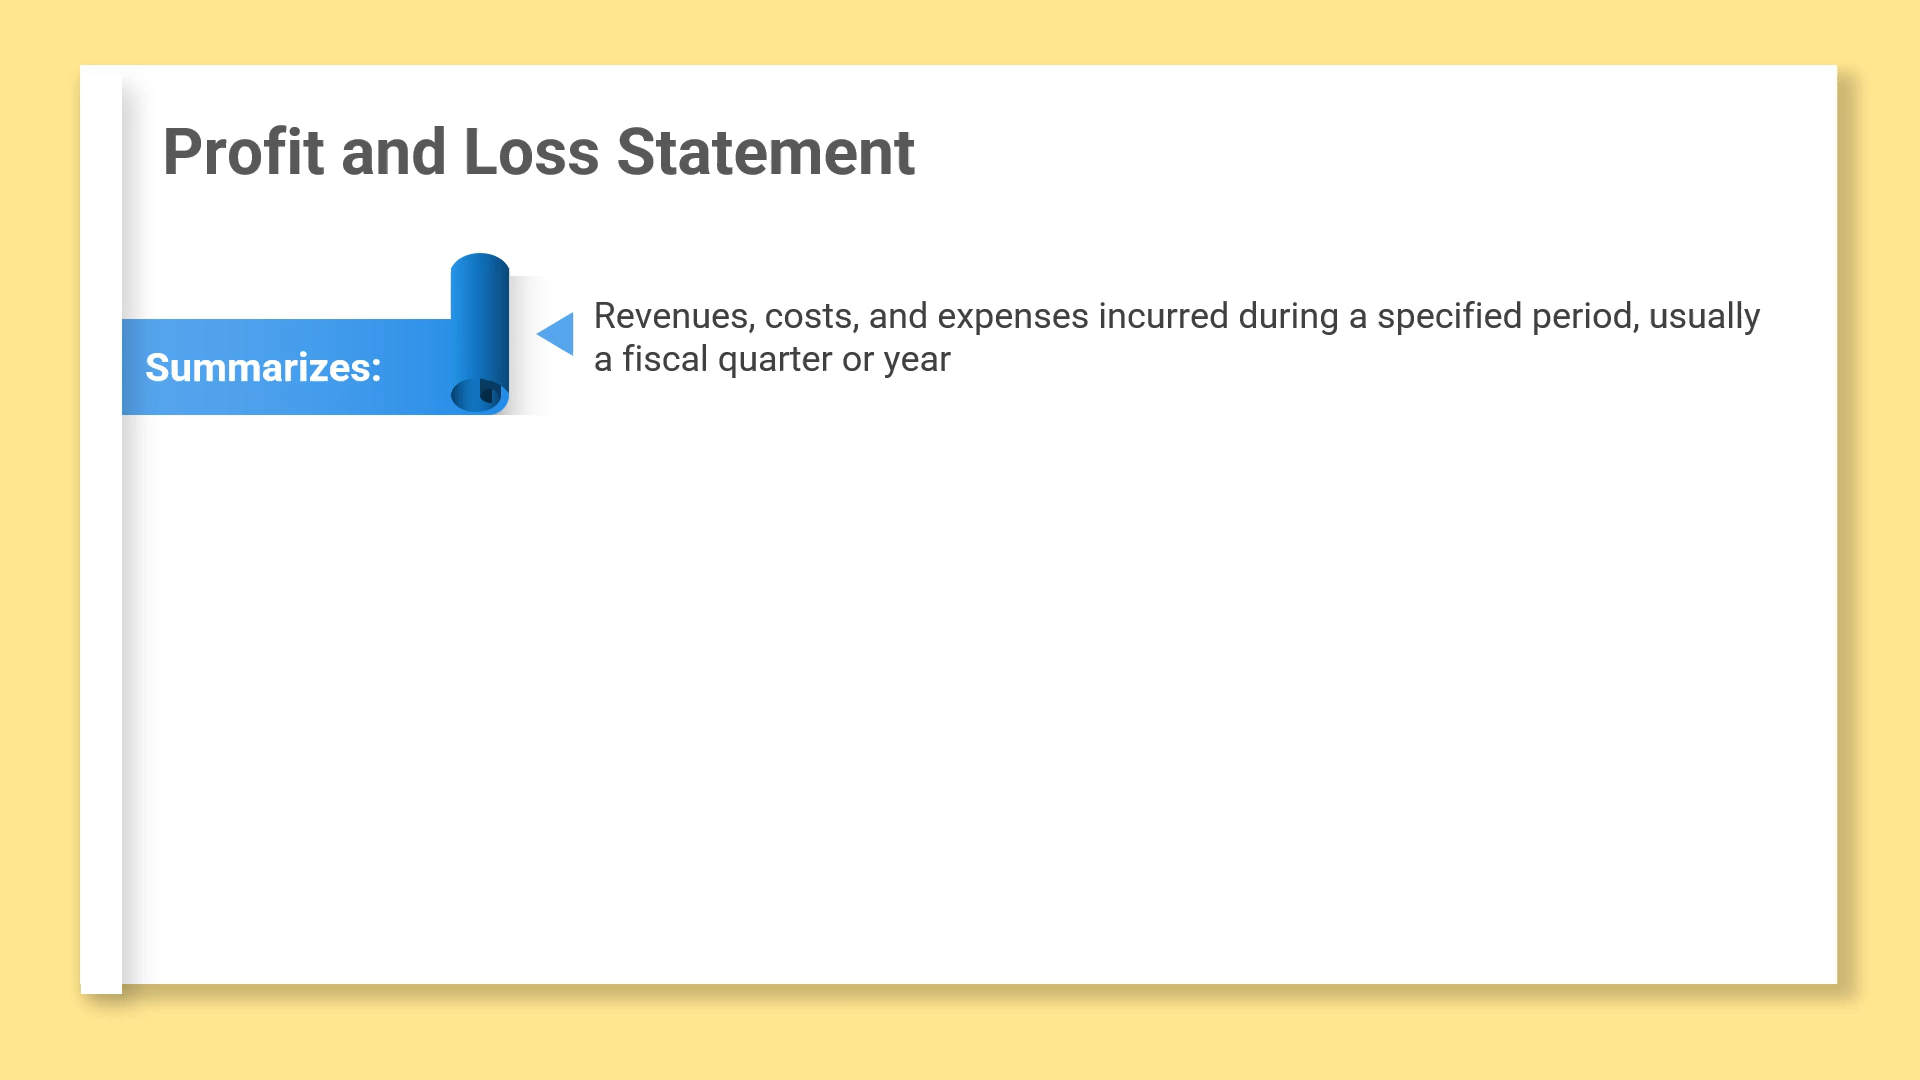 Profit and Loss Statement
Summarizes:
Revenues, costs, and expenses incurred during a specified period, usually
a fiscal quarter or year